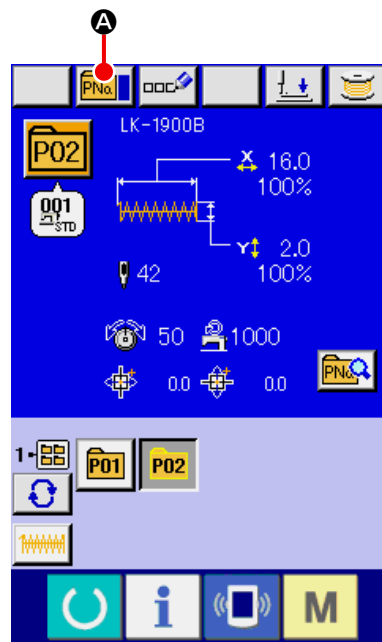 A
PNo.
LK-1900B
P02
X 16.0
100%
001
STD
Y 2.0
100%
42
50 1000
0.0 0.0
PNo.
1-
P01 P02
i M